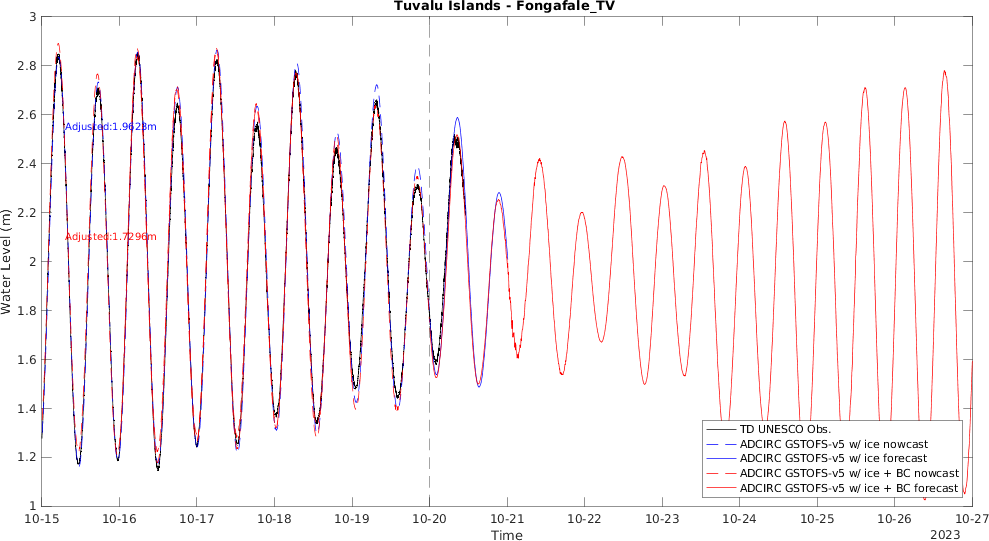 Tuvalu Islands - Fongafale_TV
3
2.8
2.6
2.4
2.2
2
1.8
1.6
1.4
1.2
1
Water Level (m)
Adjusted:1.9623m
Adjusted:1.7296m
TD UNESCO Obs.
ADCIRC GSTOFS-v5 w/ ice nowcast
ADCIRC GSTOFS-v5 w/ ice forecast
ADCIRC GSTOFS-v5 w/ ice + BC nowcast
ADCIRC GSTOFS-v5 w/ ice + BC forecast
10-15 10-16 10-17 10-18 10-19 10-20 10-21 10-22 10-23 10-24 10-25 10-26 10-27
Time
2023